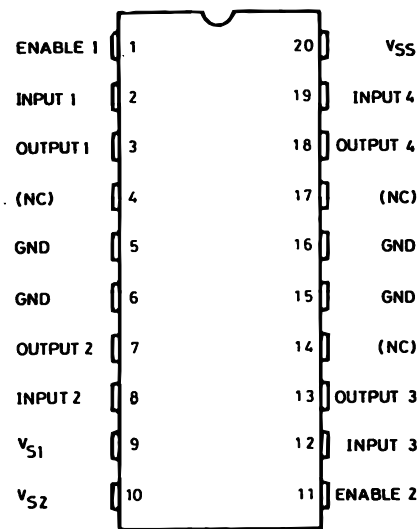 ENABLE 1 1 20 VSS
INPUT 1 2 19 INPUT 4
OUTPUT 1 3 18 OUTPUT 4
(NC) 4 17 (NC)
GND 5 16 GND
GND 6 15 GND
OUTPUT 2 7 14 (NC)
INPUT 2 8 13 OUTPUT 3
VS1 9 12 INPUT 3
VS2 10 11 ENABLE 2